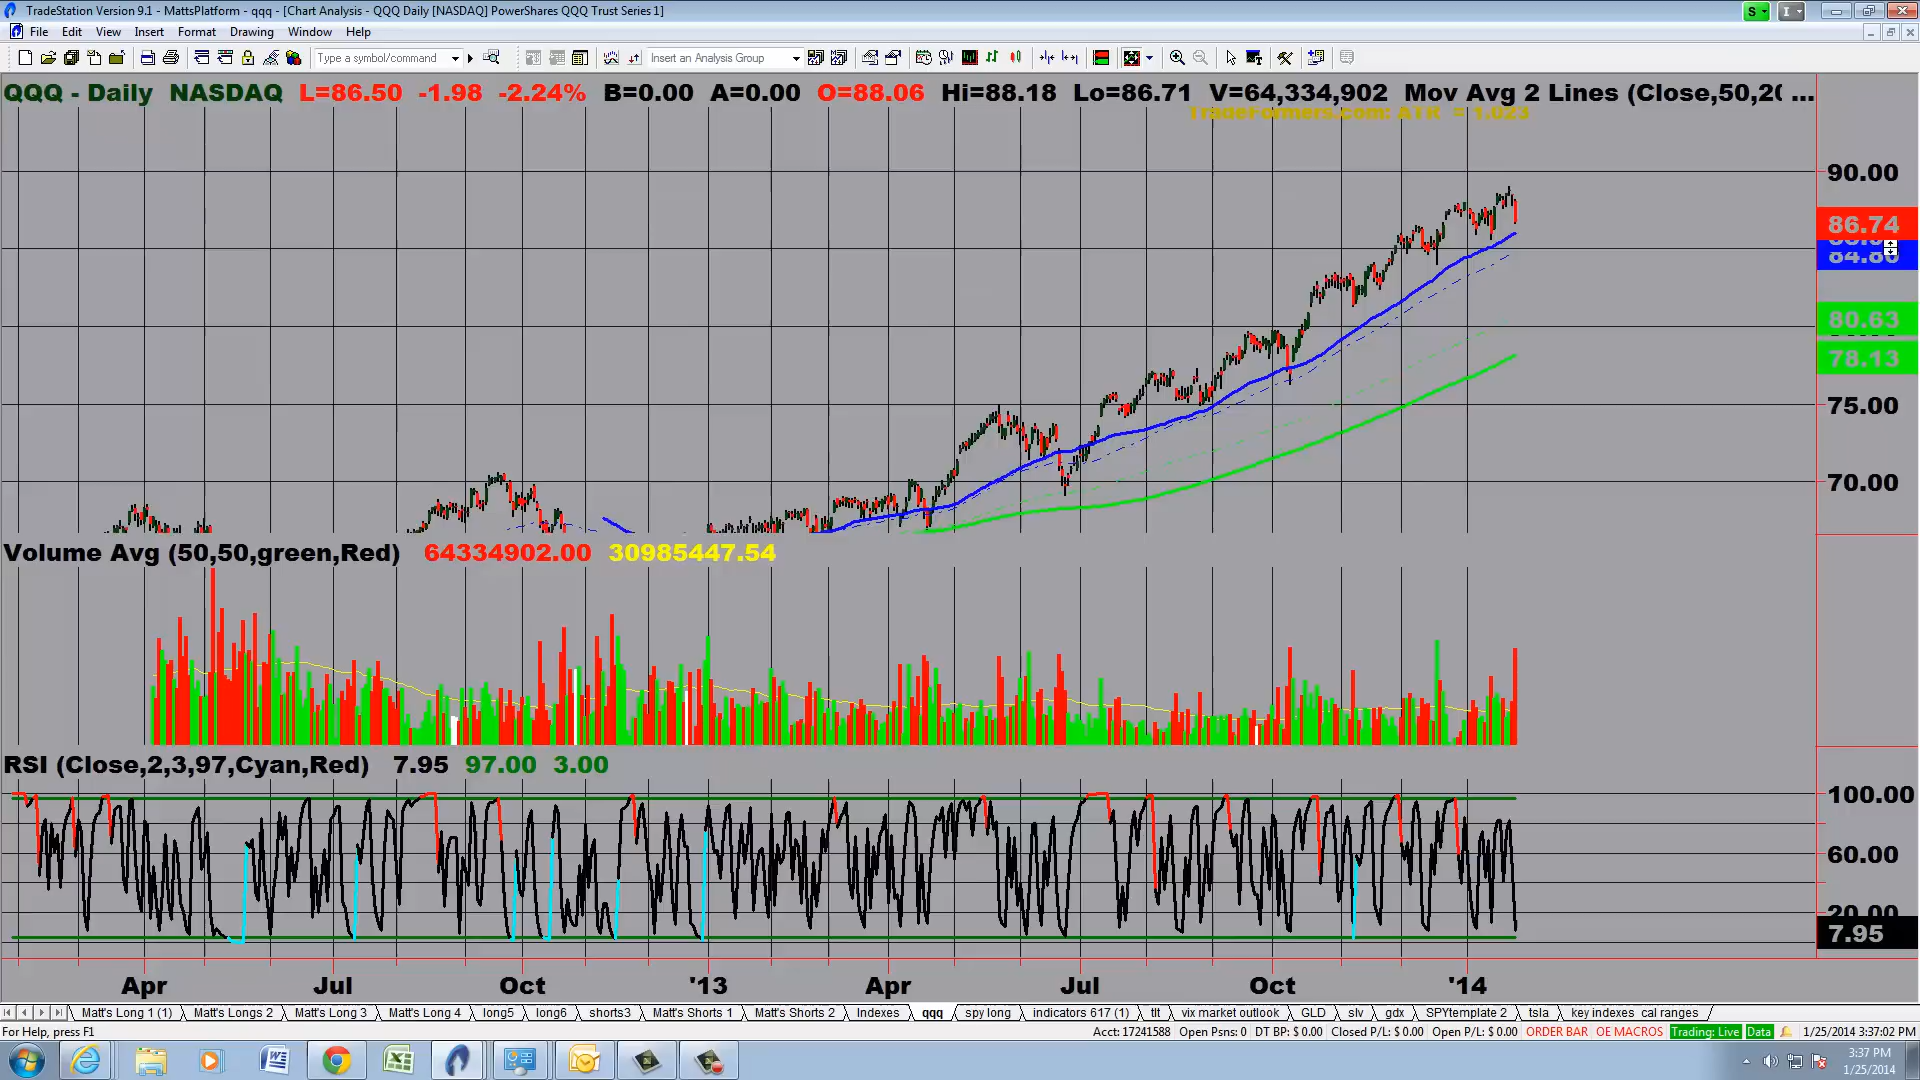 TradeStation Version 9.1 - MattsPlatform - qqq - [Chart Analysis - QQQ Daily [NASDAQ] PowerShares QQQ Trust Series 1]
S I
File Edit View Insert Format Drawing Window Help
Type a symbol/command Insert an Analysis Group
QQQ - Daily NASDAQ L=86.50 -1.98 -2.24% B=0.00 A=0.00 O=88.06 Hi=88.18 Lo=86.71 V=64,334,902 Mov Avg 2 Lines (Close,50,20 ...
TradeFormers.com: ATR = 1.023
90.00
86.74
84.86
80.63
78.13
75.00
70.00
Volume Avg (50,50,green,Red) 64334902.00 30985447.54
RSI (Close,2,3,97,Cyan,Red) 7.95 97.00 3.00
100.00
60.00
20.00
7.95
Apr Jul Oct '13 Apr Jul Oct '14
Matt's Long 1 (1) Matt's Longs 2 Matt's Long 3 Matt's Long 4 long5 long6 shorts3 Matt's Shorts 1 Matt's Shorts 2 Indexes qqq spy long indicators 617 (1) tlt vix market outlook GLD slv gdx SPYtemplate 2 tsla key indexes cal ranges
For Help, press F1 Acct: 17241588 Open Psns: 0 DT BP: $ 0.00 Closed P/L: $ 0.00 Open P/L: $ 0.00 ORDER BAR OE MACROS Trading: Live Data 1/25/2014 3:37:02 PM
3:37 PM
1/25/2014